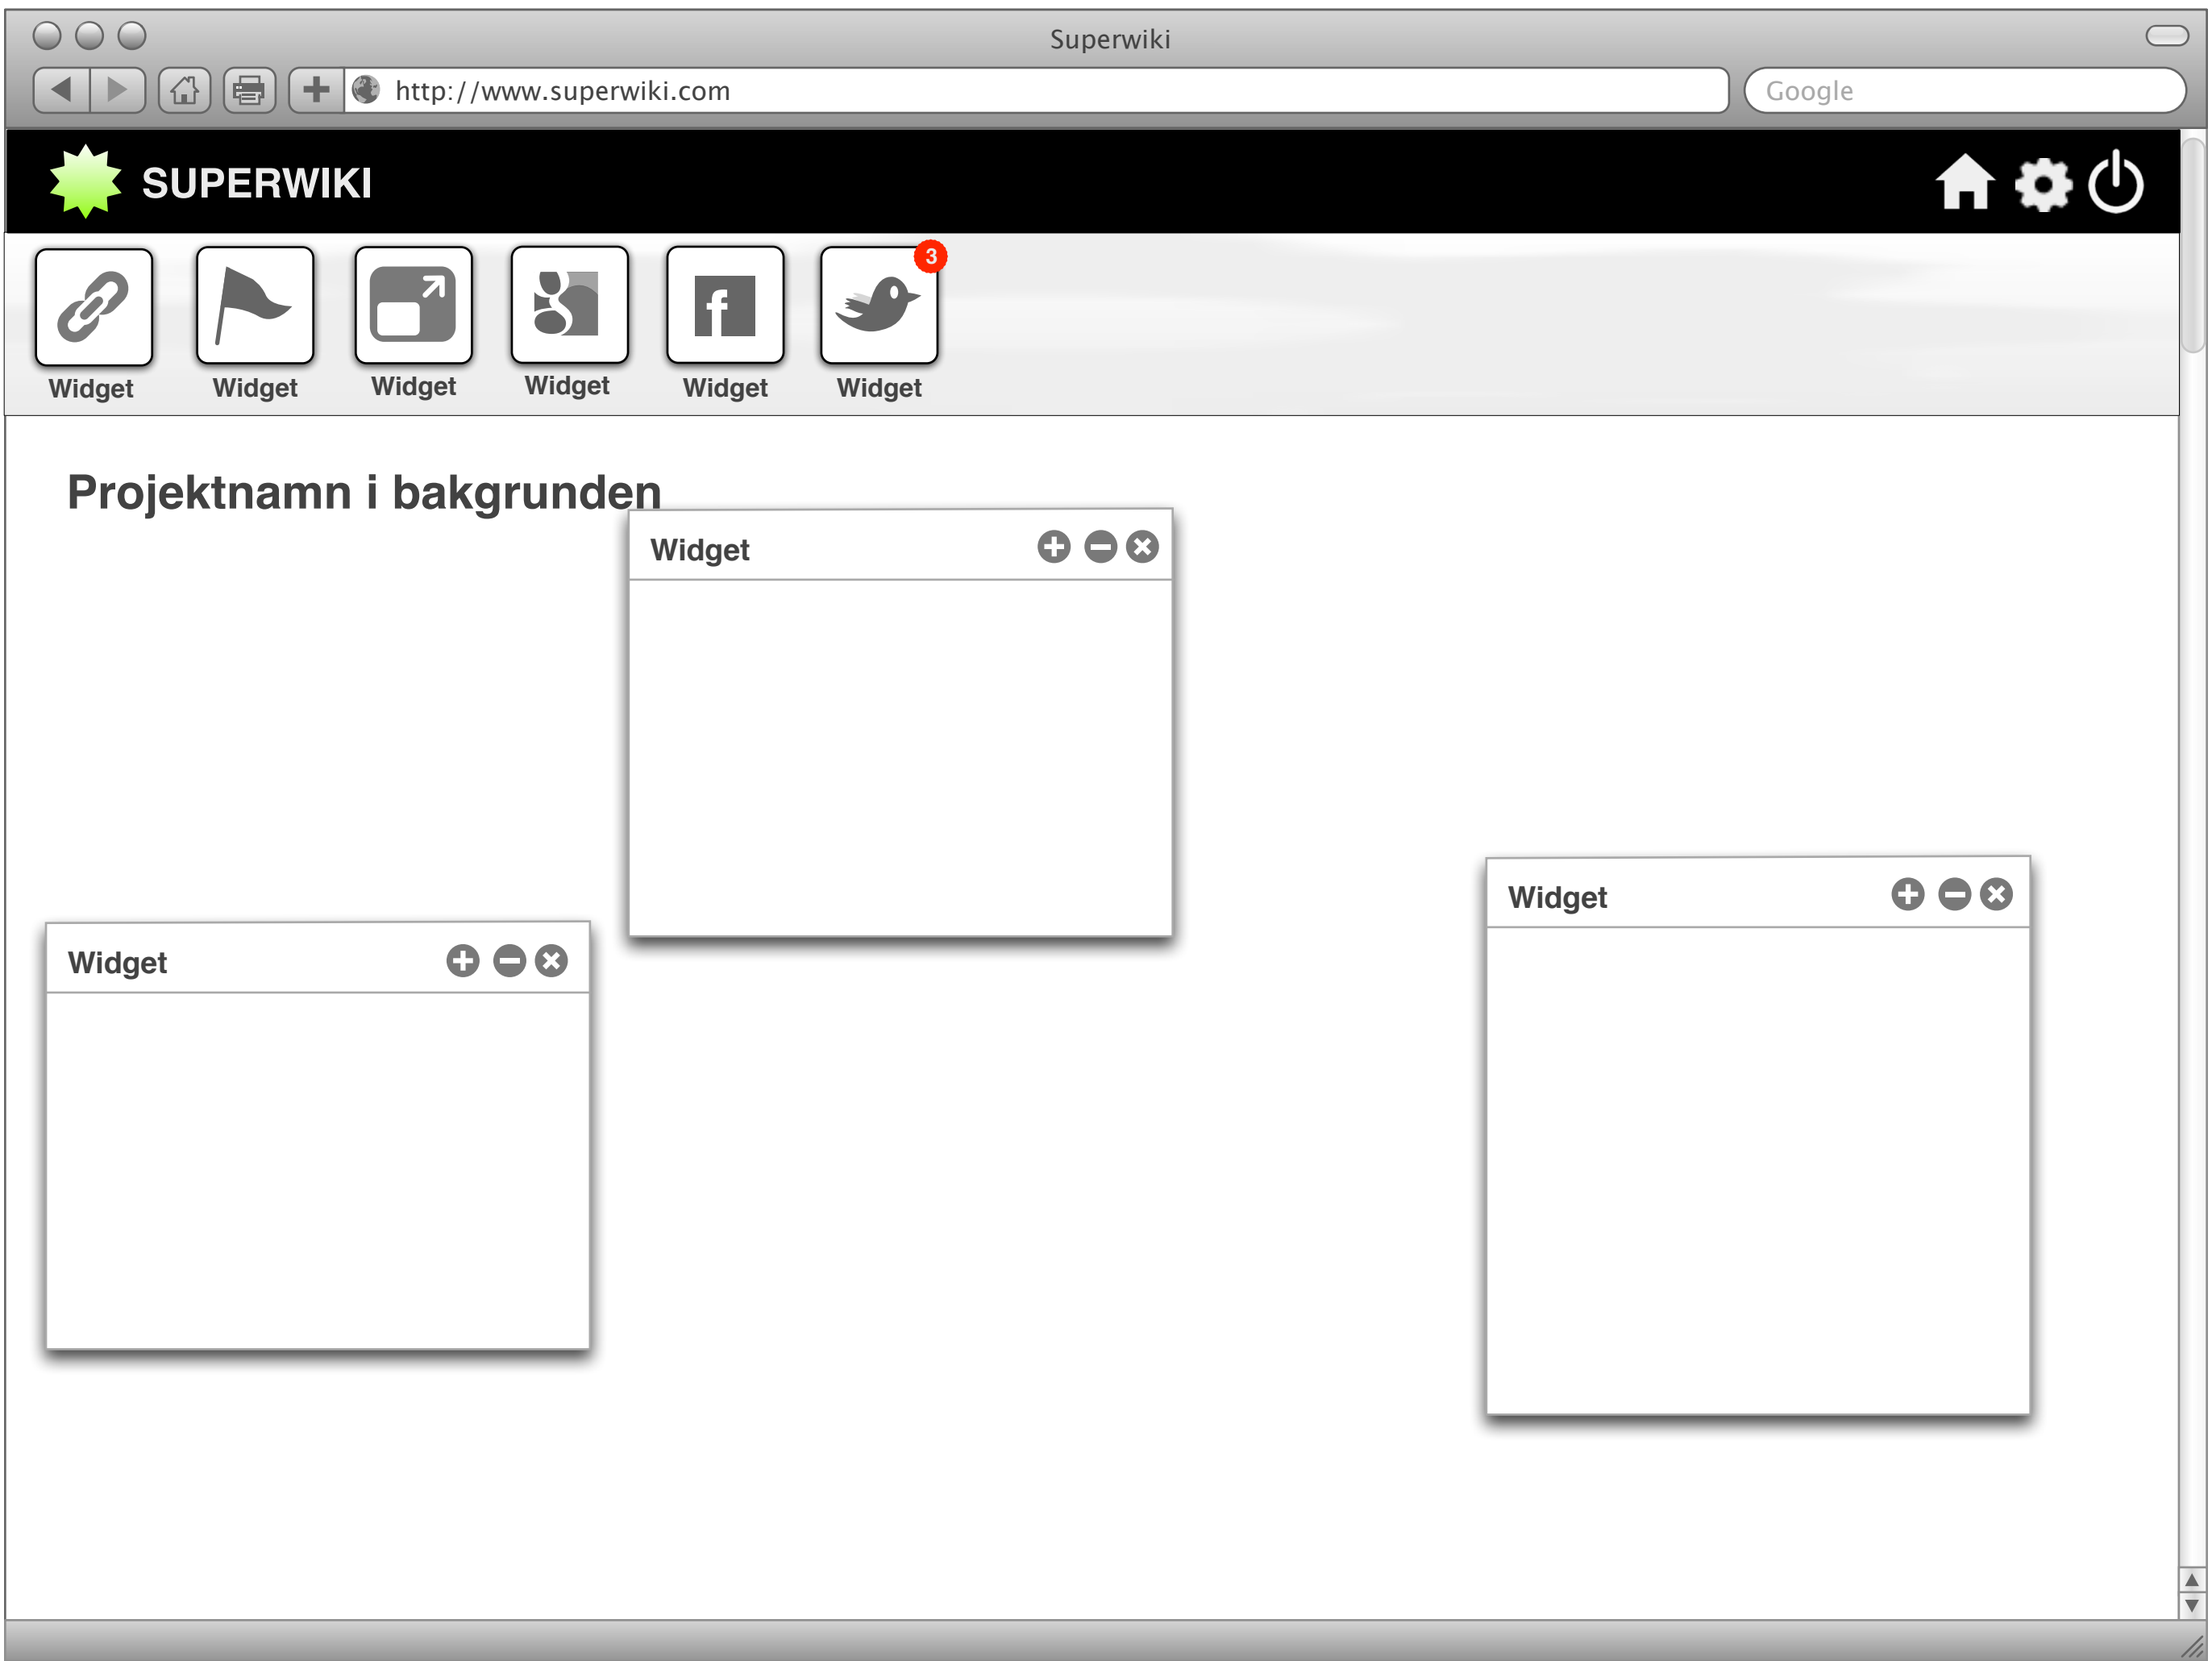 Superwiki
http://www.superwiki.com
Google
SUPERWIKI
3
Widget
Widget
Widget
Widget
Widget
Widget
Projektnamn i bakgrunden
Widget
Widget
Widget